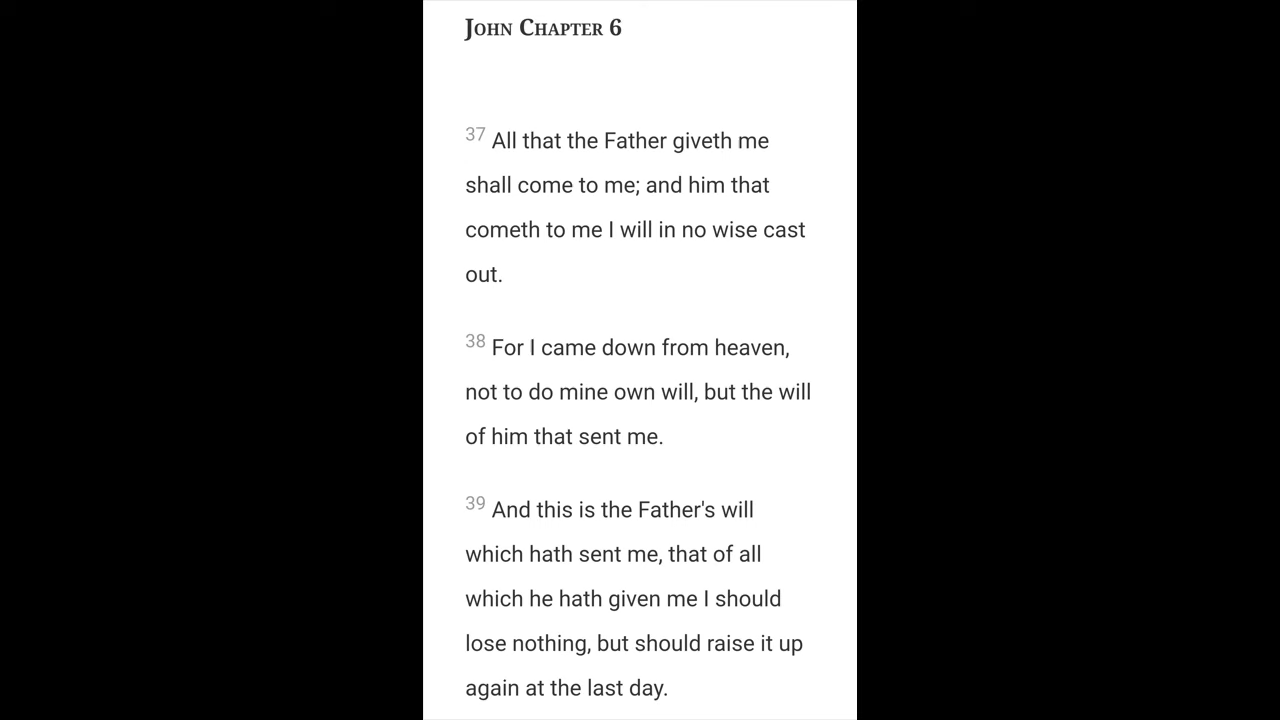 John Chapter 6
37 All that the Father giveth me
shall come to me; and him that
cometh to me I will in no wise cast
out.
38 For I came down from heaven,
not to do mine own will, but the will
of him that sent me.
39 And this is the Father's will
which hath sent me, that of all
which he hath given me I should
lose nothing, but should raise it up
again at the last day.